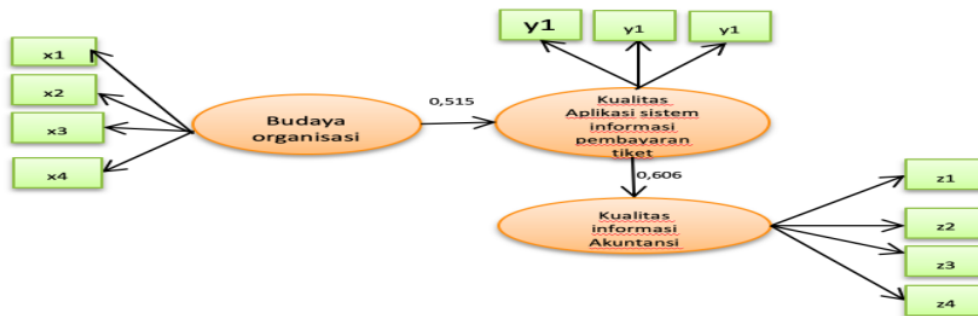 y1
y1
y1
x1
x2
x3
x4
Budaya
organisasi
0,515
Kualitas
Aplikasi sistem
informasi
pembayaran
tiket
0,606
Kualitas
informasi
Akuntansi
z1
z2
z3
z4